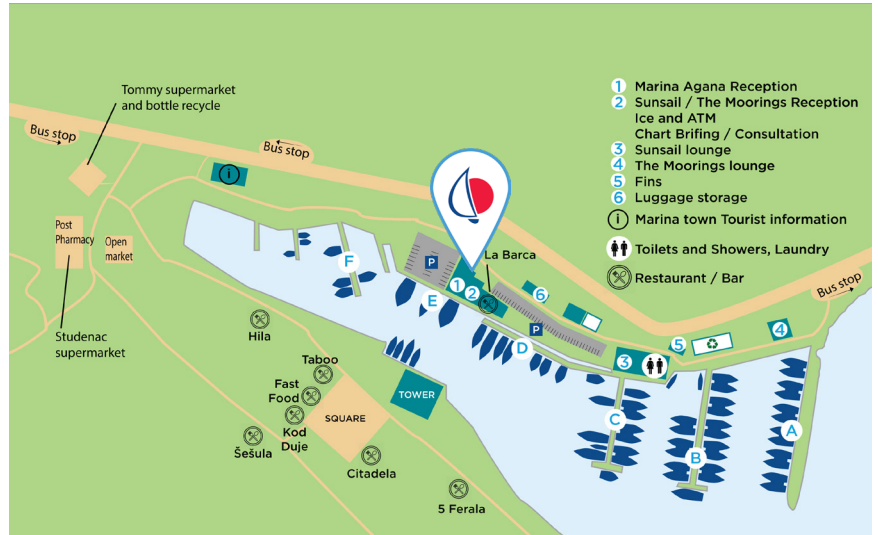 Tommy supermarket
and bottle recycle
Bus stop
Bus stop
i
Post
Pharmacy
Open
market
Studenac
supermarket
F
P
La Barca
1
2
E
6
P
D
Hila
Taboo
Fast
Food
SQUARE
TOWER
Kod
Duje
Šešula
Citadela
5 Ferala
3
5
4
Bus stop
C
B
A
1 Marina Agana Reception
2 Sunsail / The Moorings Reception
Ice and ATM
Chart Brifing / Consultation
3 Sunsail lounge
4 The Moorings lounge
5 Fins
6 Luggage storage
i Marina town Tourist information
Toilets and Showers, Laundry
Restaurant / Bar